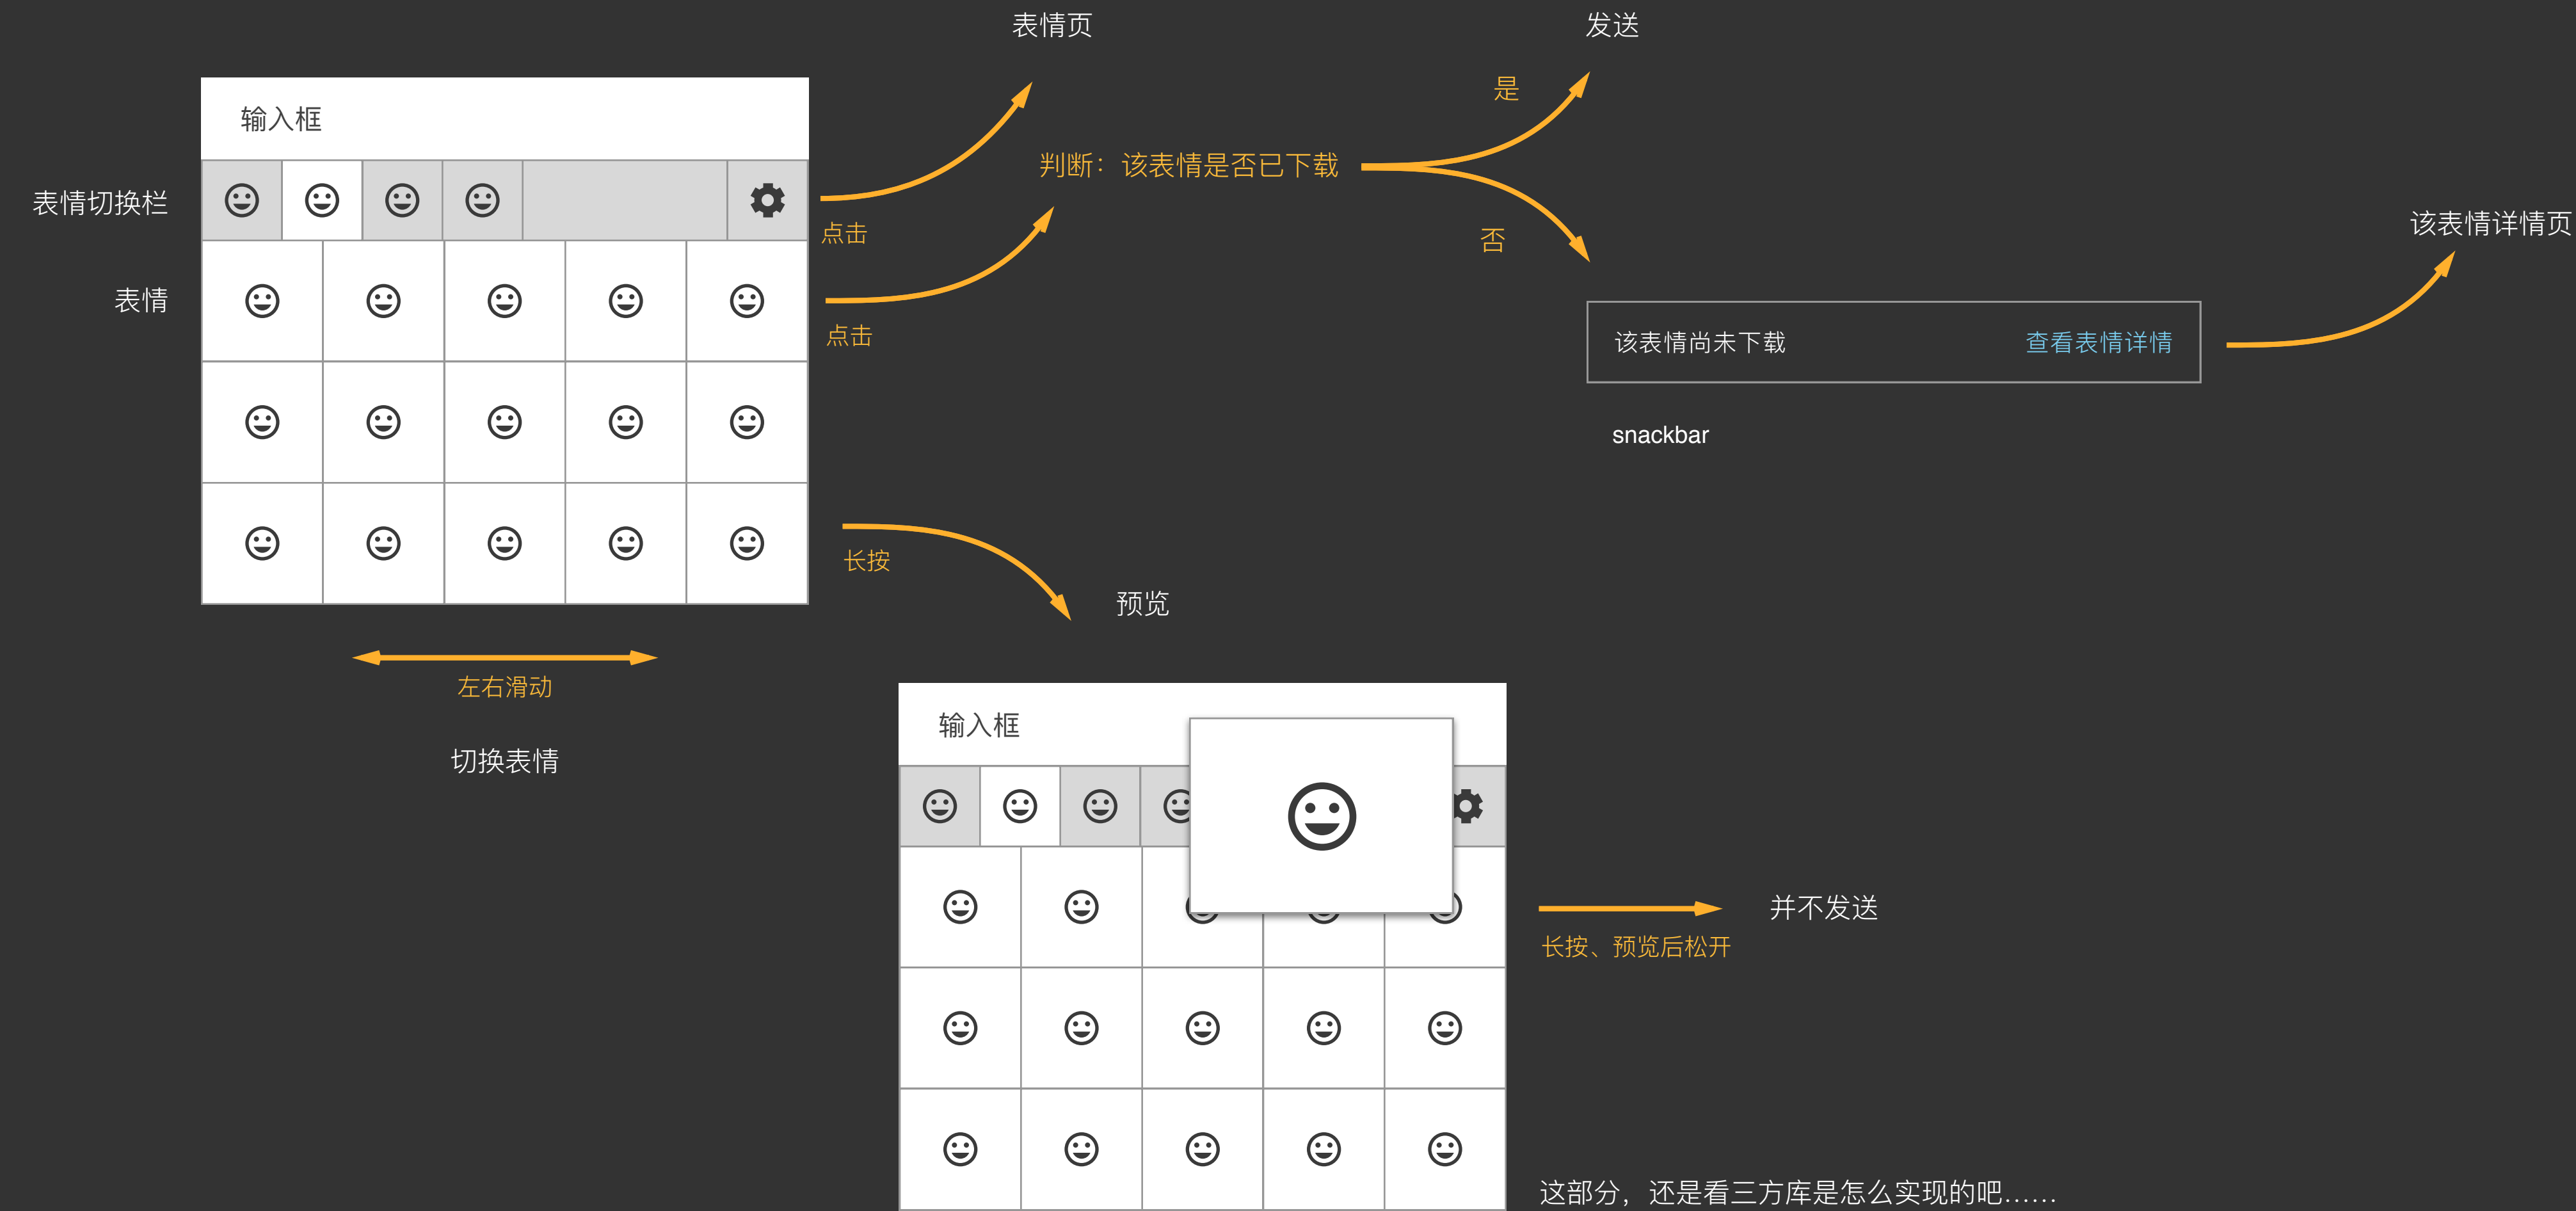 表情页
发送
是
输入框
判断：该表情是否已下载
表情切换栏
点击
否
该表情详情页
表情
点击
该表情尚未下载
查看表情详情
snackbar
长按
预览
左右滑动
切换表情
输入框
并不发送
长按、预览后松开
这部分，还是看三方库是怎么实现的吧……